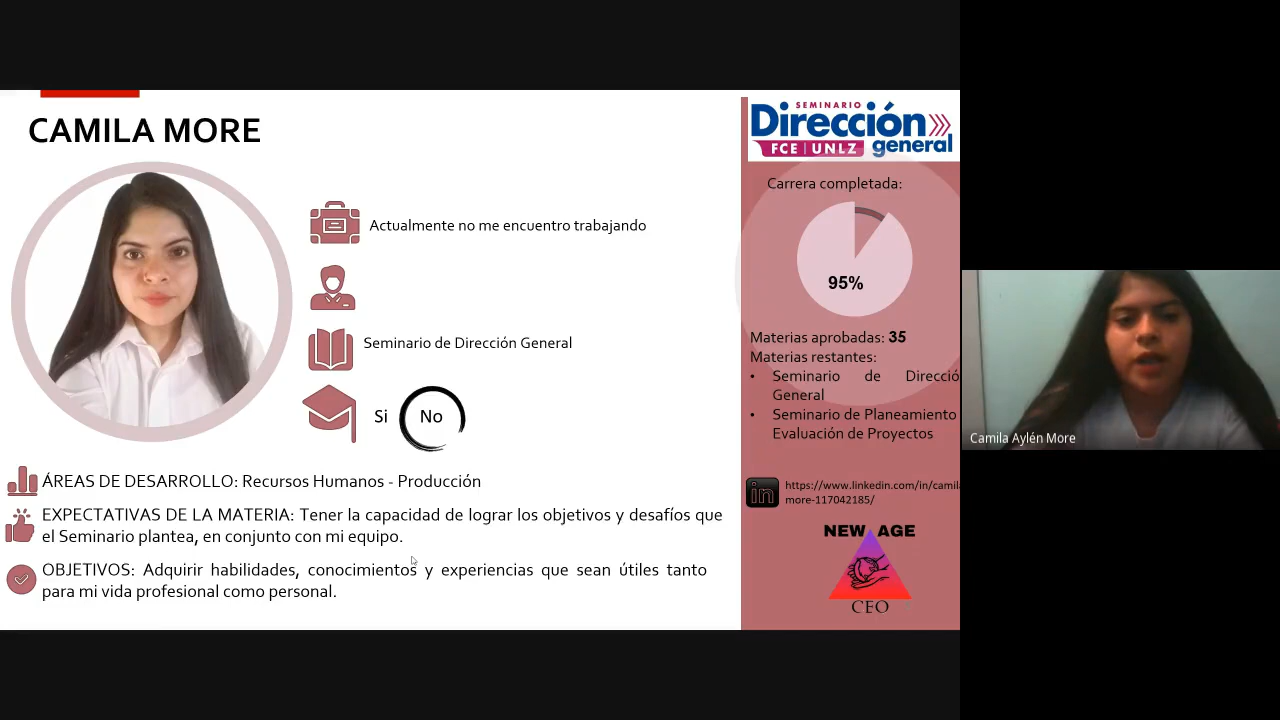 CAMILA MORE
Actualmente no me encuentro trabajando
Seminario de Dirección General
Si No
ÁREAS DE DESARROLLO: Recursos Humanos - Producción
EXPECTATIVAS DE LA MATERIA: Tener la capacidad de lograr los objetivos y desafíos que
el Seminario plantea, en conjunto con mi equipo.
OBJETIVOS: Adquirir habilidades, conocimientos y experiencias que sean útiles tanto
para mi vida profesional como personal.
SEMINARIO
Dirección
FCE | UNLZ general
Carrera completada:
95%
Materias aprobadas: 35
Materias restantes:
• Seminario de Direcció
General
• Seminario de Planeamiento
Evaluación de Proyectos
in
https://www.linkedin.com/in/camila
more-117042185/
NEW AGE
CEO
Camila Aylén More